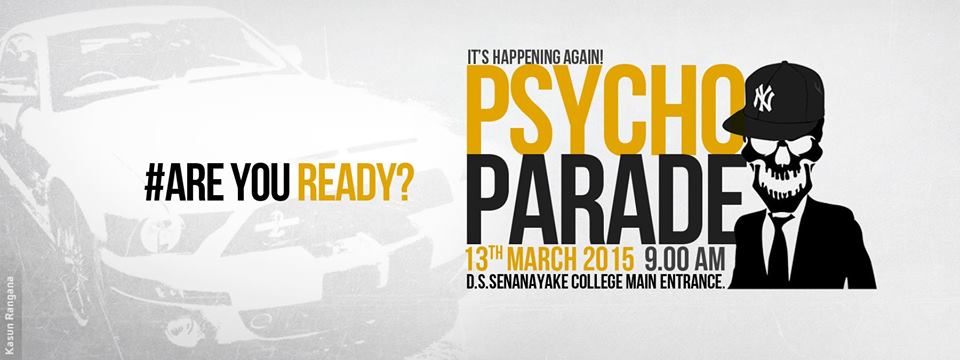 #ARE YOU READY?
IT'S HAPPENING AGAIN!
PSYCHO
PARADE
13TH MARCH 2015 9.00 AM
D.S.SENANAYAKE COLLEGE MAIN ENTRANCE.
NY
Kasun Rangana